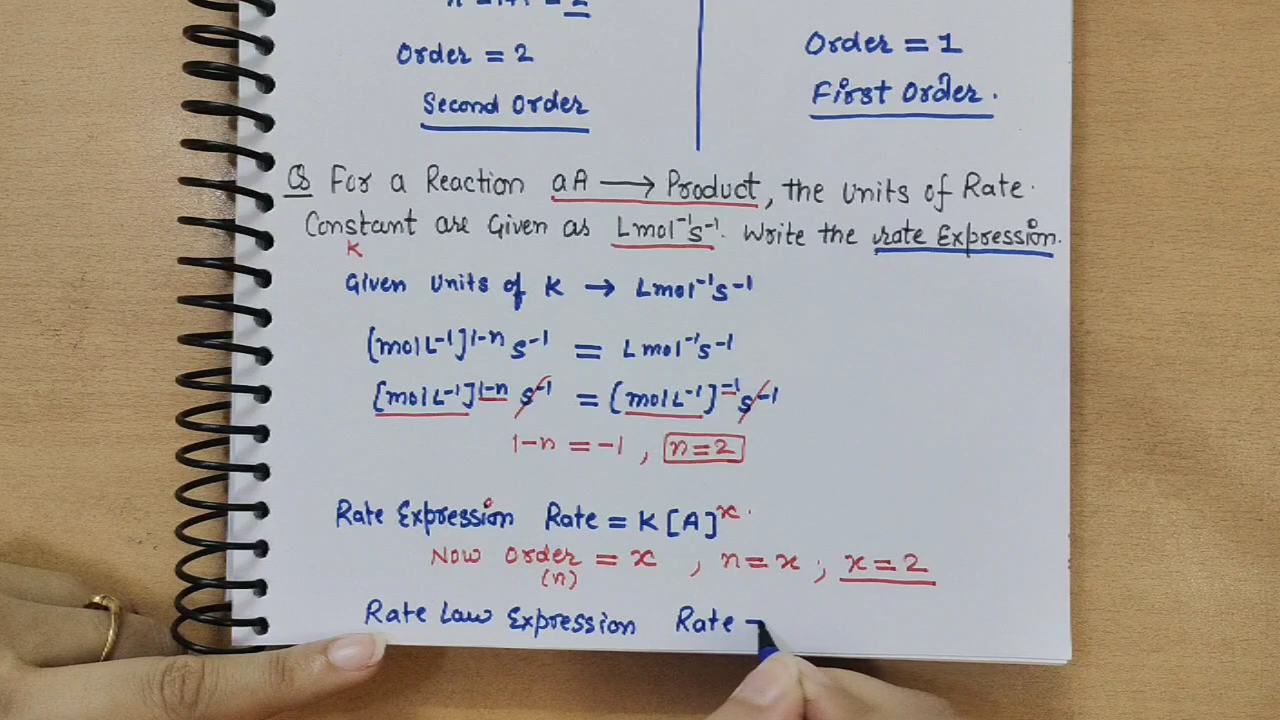 Order = 2
Second Order
Order = 1
First Order.
Q For a Reaction aA → Product, the units of Rate
Constant are Given as Lmol⁻¹s⁻¹. Write the rate Expression.
K
Given Units of K → Lmol⁻¹s⁻¹
[molL⁻¹]¹⁻ⁿ s⁻¹ = Lmol⁻¹s⁻¹
[molL⁻¹]¹⁻ⁿ s⁻¹ = [molL⁻¹]⁻¹ s⁻¹
1-n = -1, n=2
Rate Expression Rate = K[A]ˣ
Now Order = x, n=x; x=2
(n)
Rate Law Expression Rate